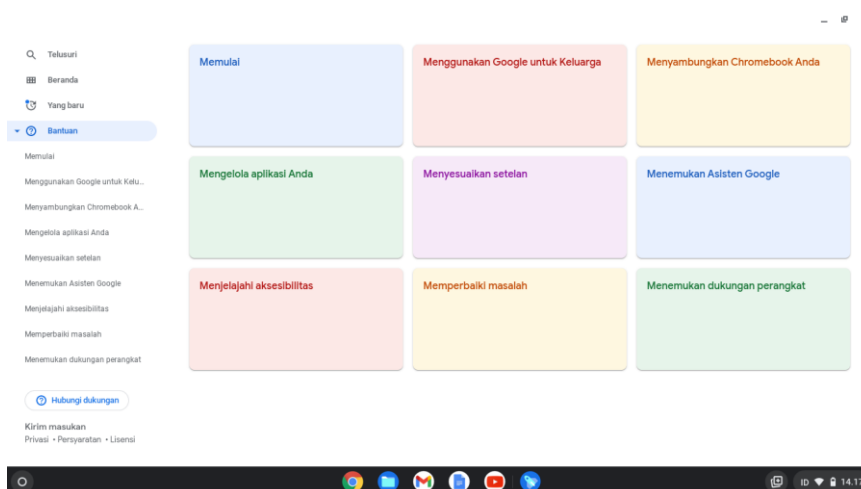 Telusuri
Beranda
Yang baru
Bantuan
Memulai
Menggunakan Google untuk Kelu...
Menyambungkan Chromebook A...
Mengelola aplikasi Anda
Menyesuaikan setelan
Menemukan Asisten Google
Menjelajahi aksesibilitas
Memperbaiki masalah
Menemukan dukungan perangkat
Hubungi dukungan
Kirim masukan
Privasi • Persyaratan • Lisensi
Memulai
Menggunakan Google untuk Keluarga
Menyambungkan Chromebook Anda
Mengelola aplikasi Anda
Menyesuaikan setelan
Menemukan Asisten Google
Menjelajahi aksesibilitas
Memperbaiki masalah
Menemukan dukungan perangkat
ID 14.17